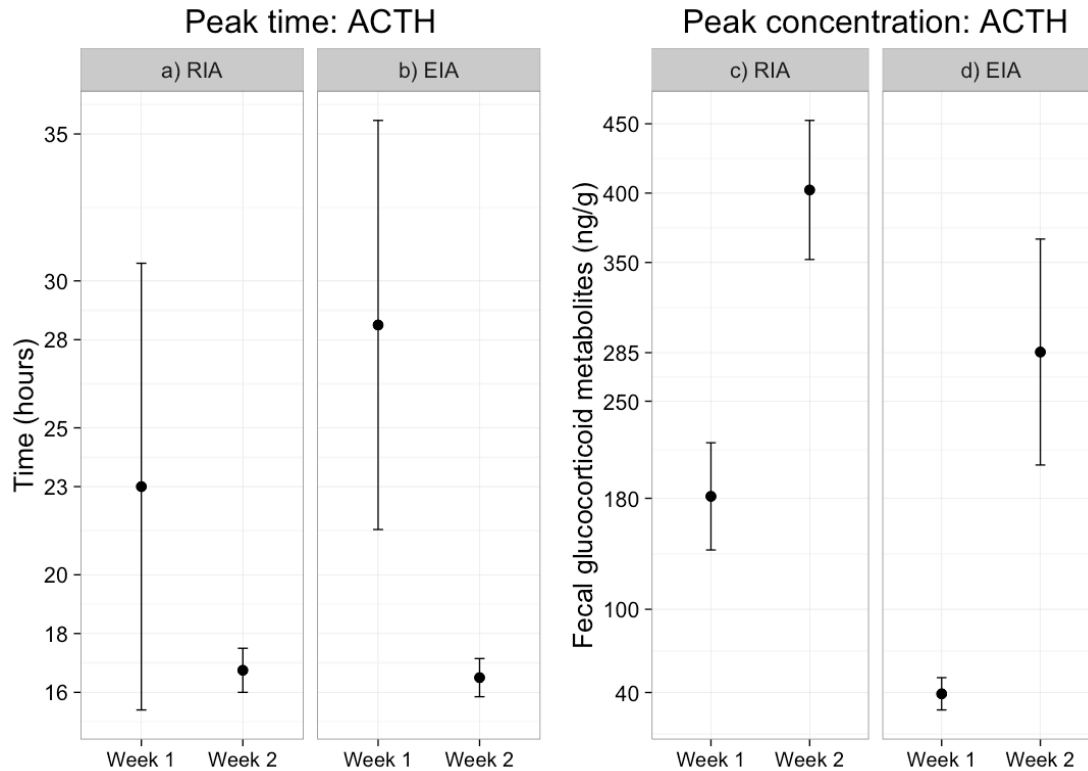 Peak time: ACTH
a) RIA
b) EIA
Time (hours)
35
30
28
25
23
20
18
16
Week 1
Week 2
Week 1
Week 2
Peak concentration: ACTH
c) RIA
d) EIA
Fecal glucocorticoid metabolites (ng/g)
450
400
350
285
250
180
100
40
Week 1
Week 2
Week 1
Week 2